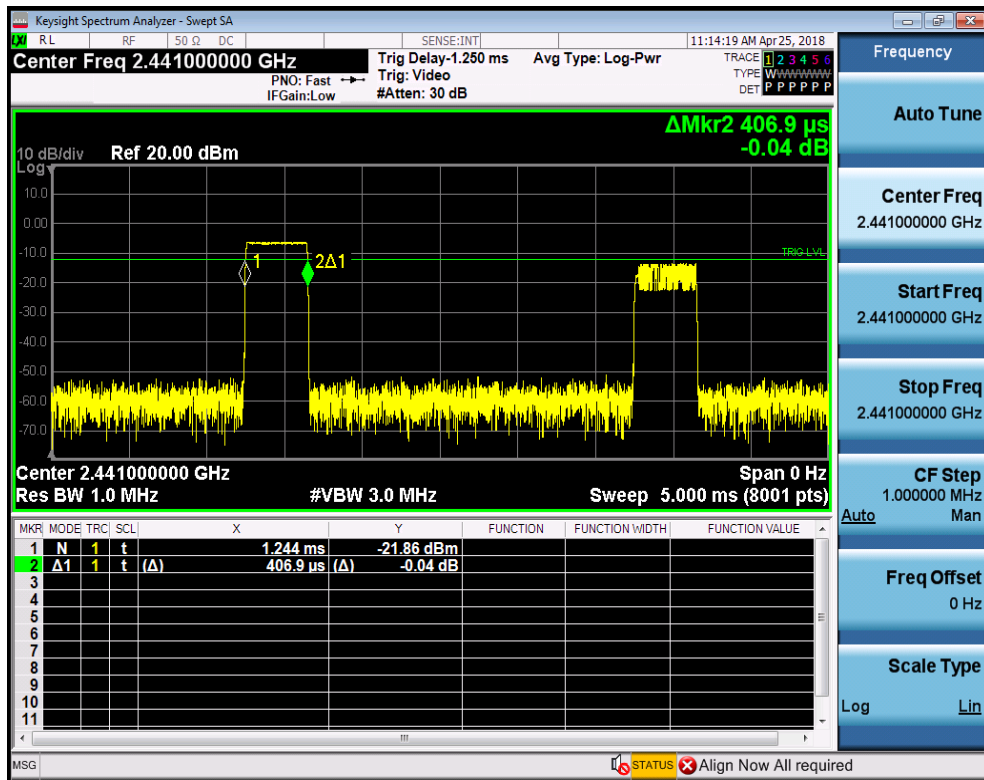 Keysight Spectrum Analyzer - Swept SA
LXI RL RF 50 Ω DC SENSE:INT 11:14:19 AM Apr 25, 2018
Center Freq 2.441000000 GHz
PNO: Fast
IFGain:Low
Trig Delay-1.250 ms
Trig: Video
#Atten: 30 dB
Avg Type: Log-Pwr
TRACE 1 2 3 4 5 6
TYPE WWWWWWW
DET P P P P P P
ΔMkr2 406.9 µs
-0.04 dB
10 dB/div Ref 20.00 dBm
Log
10.0
0.00
-10.0
-20.0
-30.0
-40.0
-50.0
-60.0
-70.0
1
2Δ1
TRIG LVL
Center 2.441000000 GHz Span 0 Hz
Res BW 1.0 MHz #VBW 3.0 MHz Sweep 5.000 ms (8001 pts)
MKR MODE TRC SCL X Y FUNCTION FUNCTION WIDTH FUNCTION VALUE
1 N 1 t 1.244 ms -21.86 dBm
2 Δ1 1 t (Δ) 406.9 µs (Δ) -0.04 dB
3
4
5
6
7
8
9
10
11
MSG STATUS Align Now All required
Frequency
Auto Tune
Center Freq
2.441000000 GHz
Start Freq
2.441000000 GHz
Stop Freq
2.441000000 GHz
CF Step
1.000000 MHz
Auto Man
Freq Offset
0 Hz
Scale Type
Log Lin